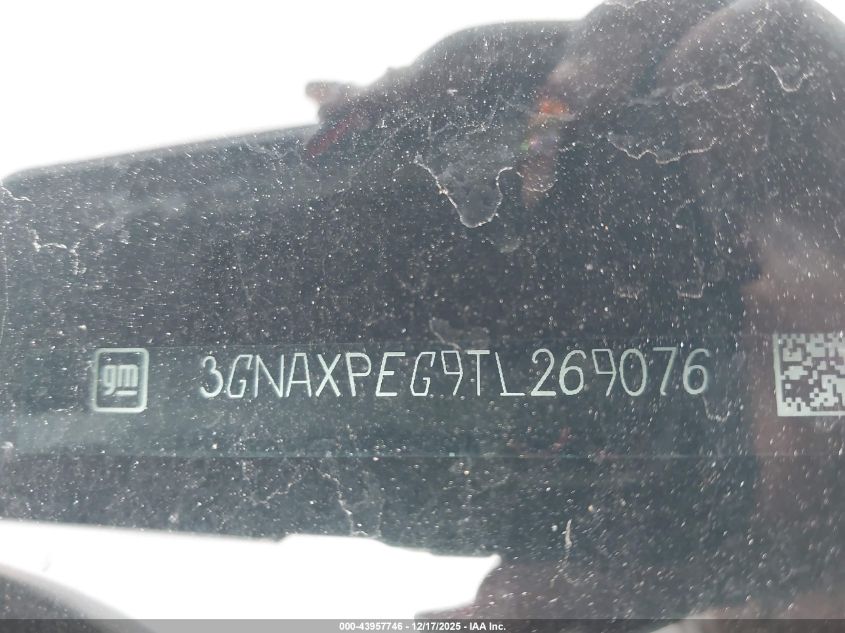 gm 3GNAXPEG9TL269076
000-43957746 - 12/17/2025 - IAA Inc.